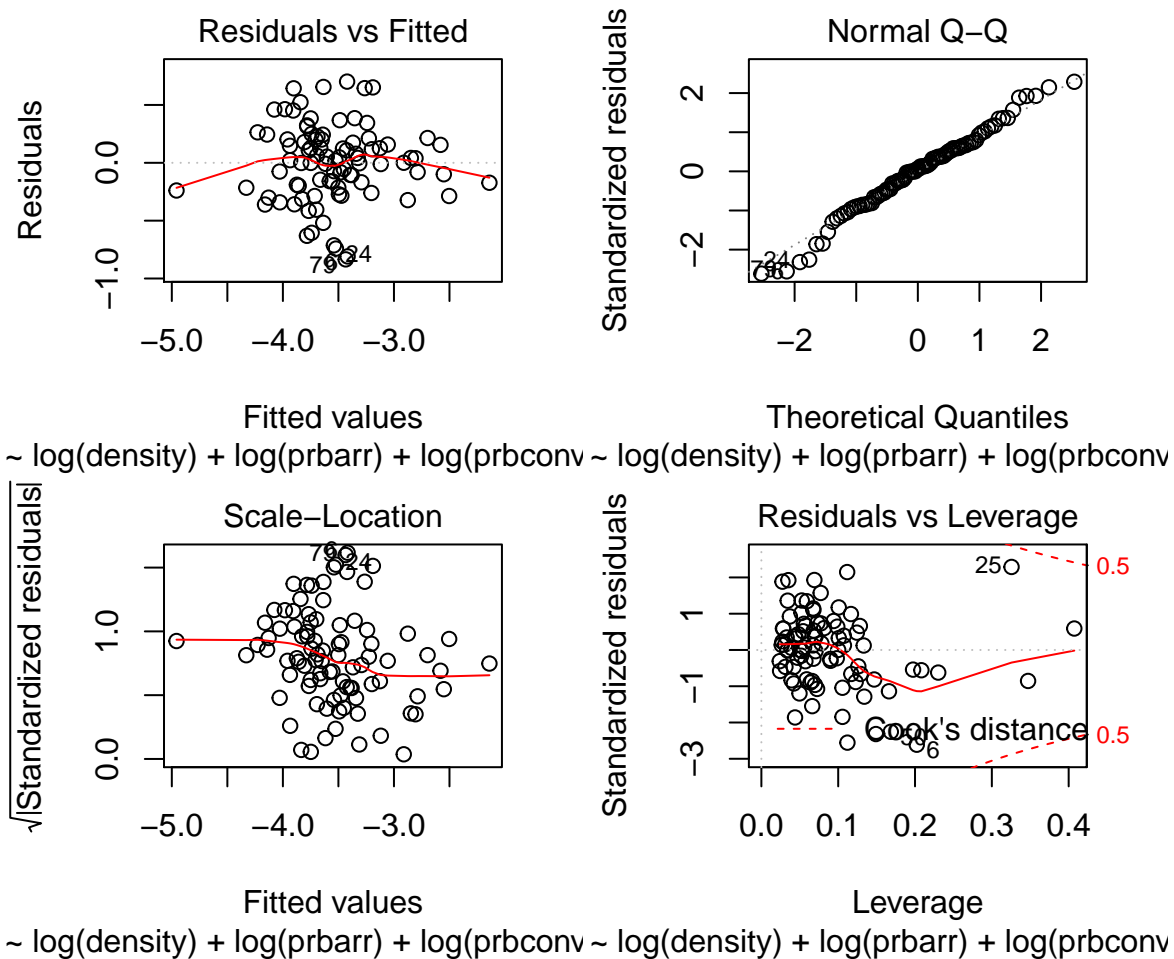 Residuals vs Fitted
Residuals
0.0
−1.0
79
24
−5.0 −4.0 −3.0
Fitted values
~ log(density) + log(prbarr) + log(prbconv
Normal Q−Q
Standardized residuals
2
0
−2
24
−2 0 1 2
Theoretical Quantiles
~ log(density) + log(prbarr) + log(prbconv
Scale−Location
√|Standardized residuals|
1.0
0.0
79
6
24
−5.0 −4.0 −3.0
Fitted values
~ log(density) + log(prbarr) + log(prbconv
Residuals vs Leverage
Standardized residuals
1
−1
−3
25
6
0.5
0.5
Cook's distance
0.0 0.1 0.2 0.3 0.4
Leverage
~ log(density) + log(prbarr) + log(prbconv